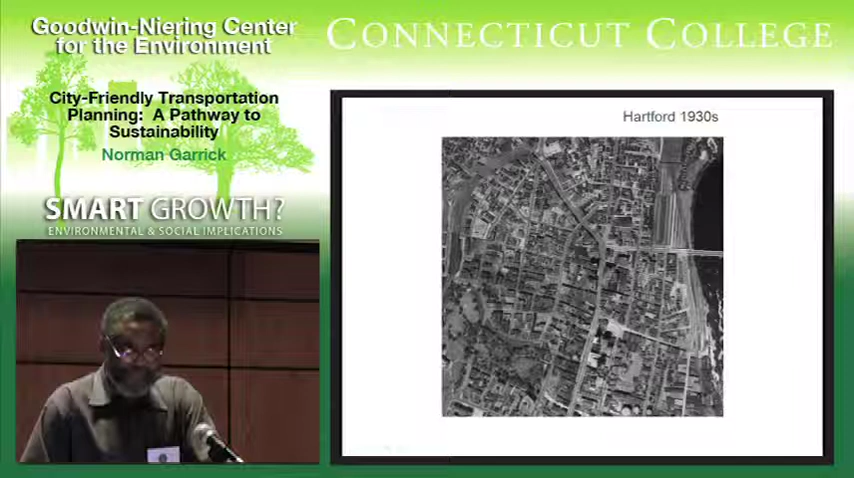 Goodwin-Niering Center
for the Environment
CONNECTICUT COLLEGE
City-Friendly Transportation
Planning: A Pathway to
Sustainability
Norman Garrick
SMART GROWTH?
ENVIRONMENTAL & SOCIAL IMPLICATIONS
Hartford 1930s